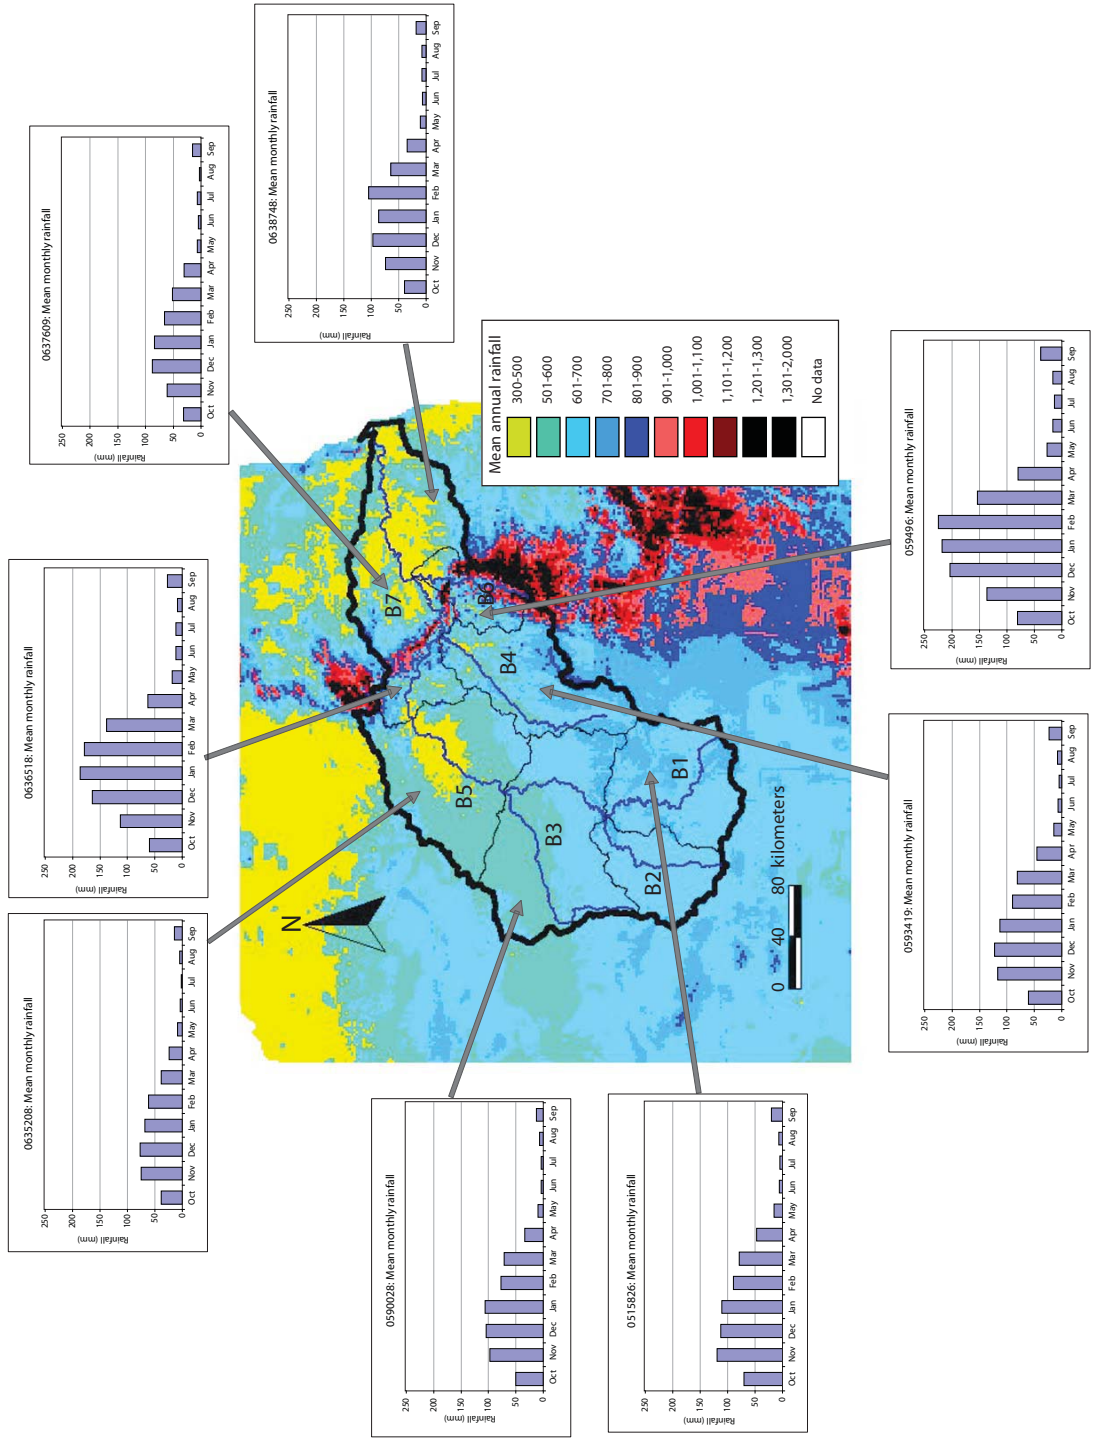 0635208: Mean monthly rainfall
Rainfall (mm)
250
200
150
100
50
0
Oct Nov Dec Jan Feb Mar Apr May Jun Jul Aug Sep
0636518: Mean monthly rainfall
Rainfall (mm)
250
200
150
100
50
0
Oct Nov Dec Jan Feb Mar Apr May Jun Jul Aug Sep
0637609: Mean monthly rainfall
Rainfall (mm)
250
200
150
100
50
0
Oct Nov Dec Jan Feb Mar Apr May Jun Jul Aug Sep
0638748: Mean monthly rainfall
Rainfall (mm)
250
200
150
100
50
0
Oct Nov Dec Jan Feb Mar Apr May Jun Jul Aug Sep
0590028: Mean monthly rainfall
Rainfall (mm)
250
200
150
100
50
0
Oct Nov Dec Jan Feb Mar Apr May Jun Jul Aug Sep
0515826: Mean monthly rainfall
Rainfall (mm)
250
200
150
100
50
0
Oct Nov Dec Jan Feb Mar Apr May Jun Jul Aug Sep
0593419: Mean monthly rainfall
Rainfall (mm)
250
200
150
100
50
0
Oct Nov Dec Jan Feb Mar Apr May Jun Jul Aug Sep
059496: Mean monthly rainfall
Rainfall (mm)
250
200
150
100
50
0
Oct Nov Dec Jan Feb Mar Apr May Jun Jul Aug Sep
N
B7
B6
B5
B4
B3
B2
B1
0 40 80 kilometers
Mean annual rainfall
300-500
501-600
601-700
701-800
801-900
901-1,000
1,001-1,100
1,101-1,200
1,201-1,300
1,301-2,000
No data